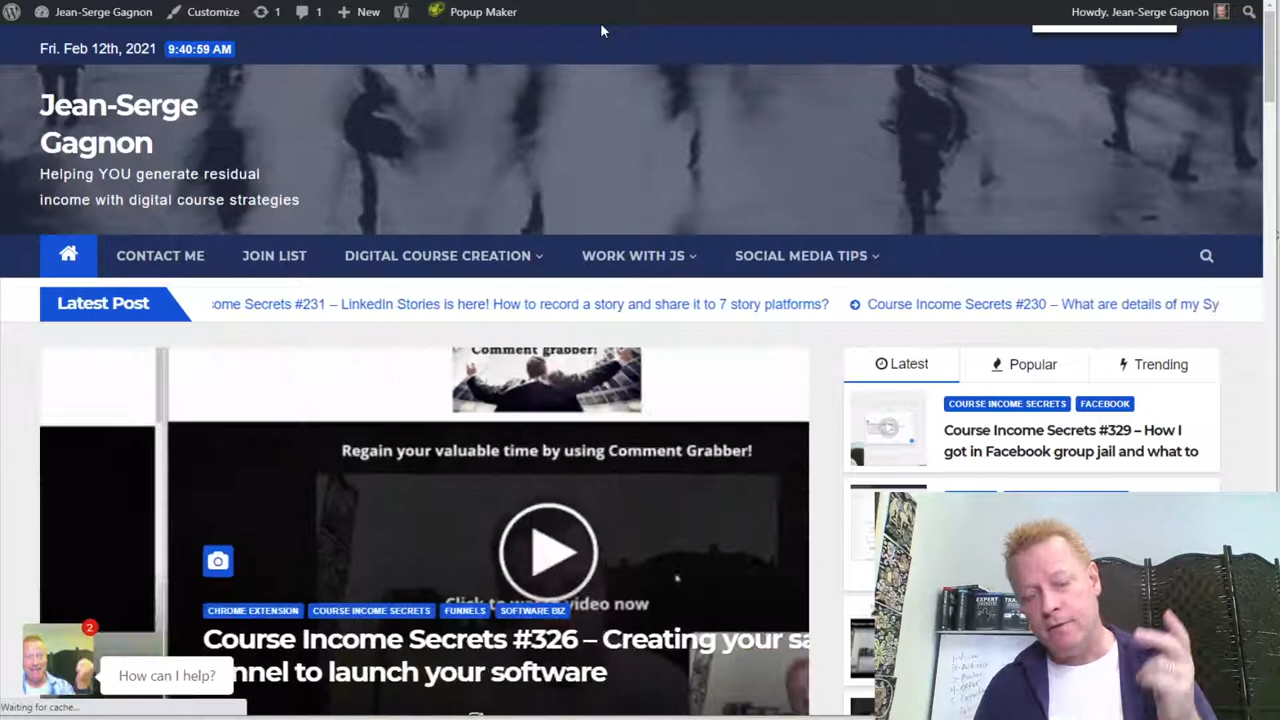 Jean-Serge Gagnon
Customize
1
1
New
Popup Maker
Howdy, Jean-Serge Gagnon
Fri. Feb 12th, 2021
9:40:59 AM
Jean-Serge
Gagnon
Helping YOU generate residual
income with digital course strategies
CONTACT ME
JOIN LIST
DIGITAL COURSE CREATION
WORK WITH JS
SOCIAL MEDIA TIPS
Latest Post
ome Secrets #231 – LinkedIn Stories is here! How to record a story and share it to 7 story platforms?
Course Income Secrets #230 – What are details of my Sy
Latest
Popular
Trending
Comment grabber!
COURSE INCOME SECRETS
FACEBOOK
Course Income Secrets #329 – How I
got in Facebook group jail and what to
Regain your valuable time by using Comment Grabber!
CHROME EXTENSION
COURSE INCOME SECRETS
FUNNELS
SOFTWARE BIZ
Course Income Secrets #326 – Creating your sa
nnel to launch your software
2
How can I help?
Waiting for cache...
EXPERT